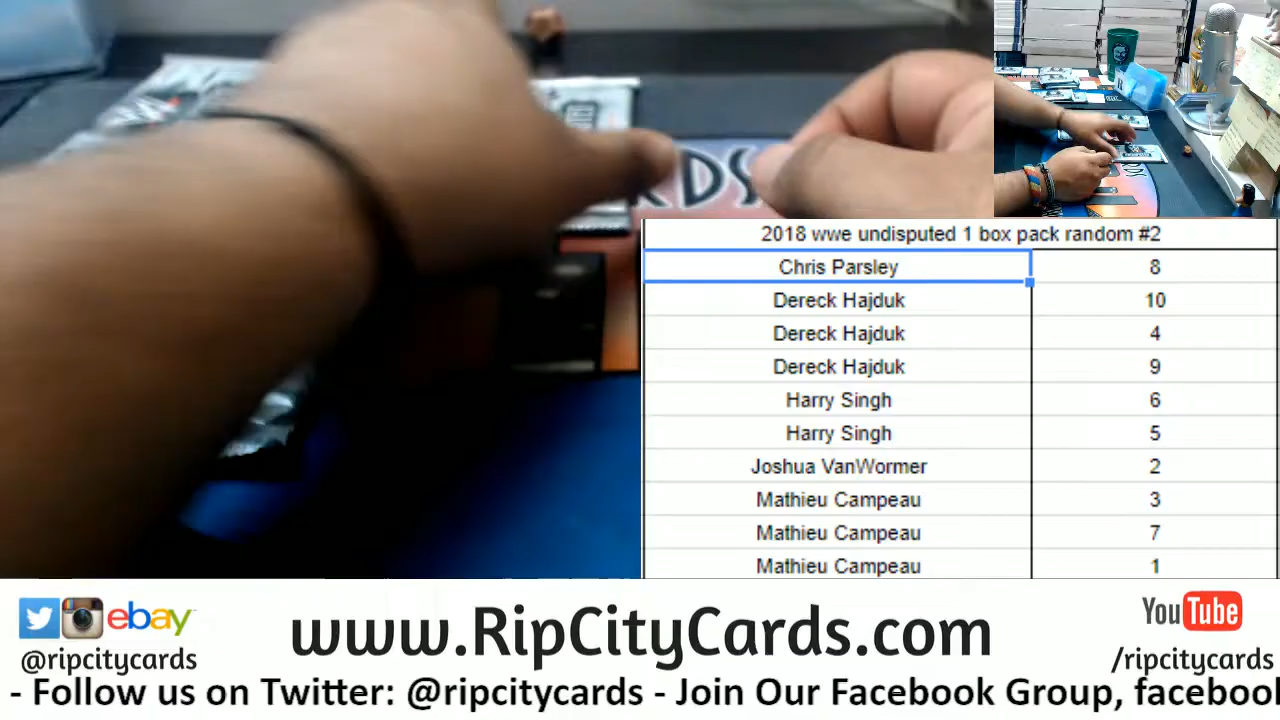 RDS
2018 wwe undisputed 1 box pack random #2
Chris Parsley 8
Dereck Hajduk 10
Dereck Hajduk 4
Dereck Hajduk 9
Harry Singh 6
Harry Singh 5
Joshua VanWormer 2
Mathieu Campeau 3
Mathieu Campeau 7
Mathieu Campeau 1
ebay
@ripcitycards
www.RipCityCards.com
YouTube
/ripcitycards
- Follow us on Twitter: @ripcitycards - Join Our Facebook Group, facebool